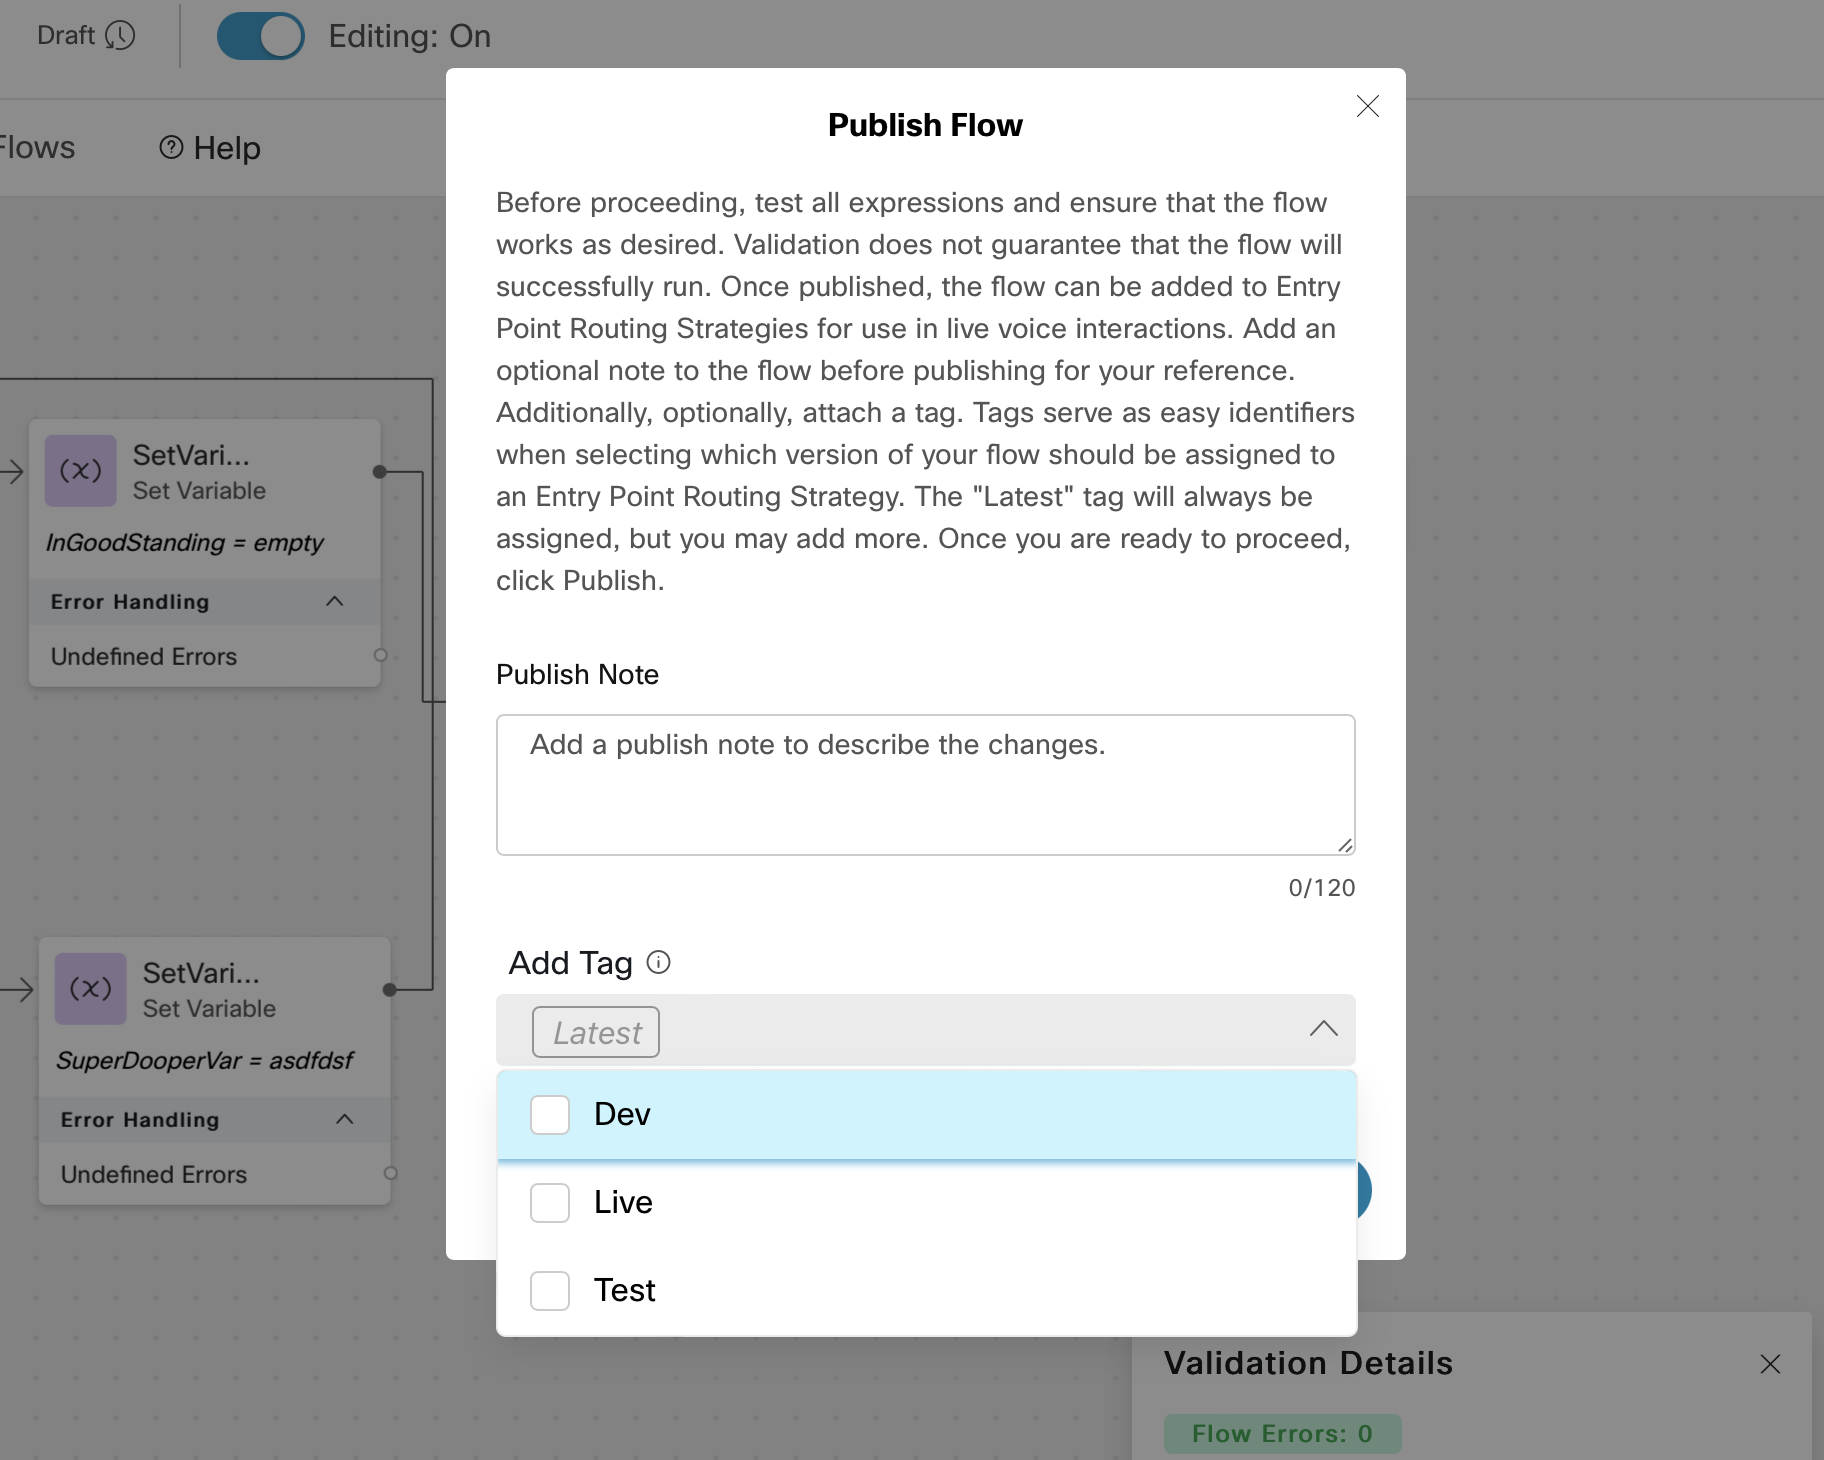 Draft
Editing: On
Flows
Help
Publish Flow
Before proceeding, test all expressions and ensure that the flow
works as desired. Validation does not guarantee that the flow will
successfully run. Once published, the flow can be added to Entry
Point Routing Strategies for use in live voice interactions. Add an
optional note to the flow before publishing for your reference.
Additionally, optionally, attach a tag. Tags serve as easy identifiers
when selecting which version of your flow should be assigned to
an Entry Point Routing Strategy. The "Latest" tag will always be
assigned, but you may add more. Once you are ready to proceed,
click Publish.
Publish Note
Add a publish note to describe the changes.
0/120
Add Tag
Latest
Dev
Live
Test
(x)
SetVari...
Set Variable
InGoodStanding = empty
Error Handling
Undefined Errors
(x)
SetVari...
Set Variable
SuperDooperVar = asdfdsf
Error Handling
Undefined Errors
Validation Details
Flow Errors: 0